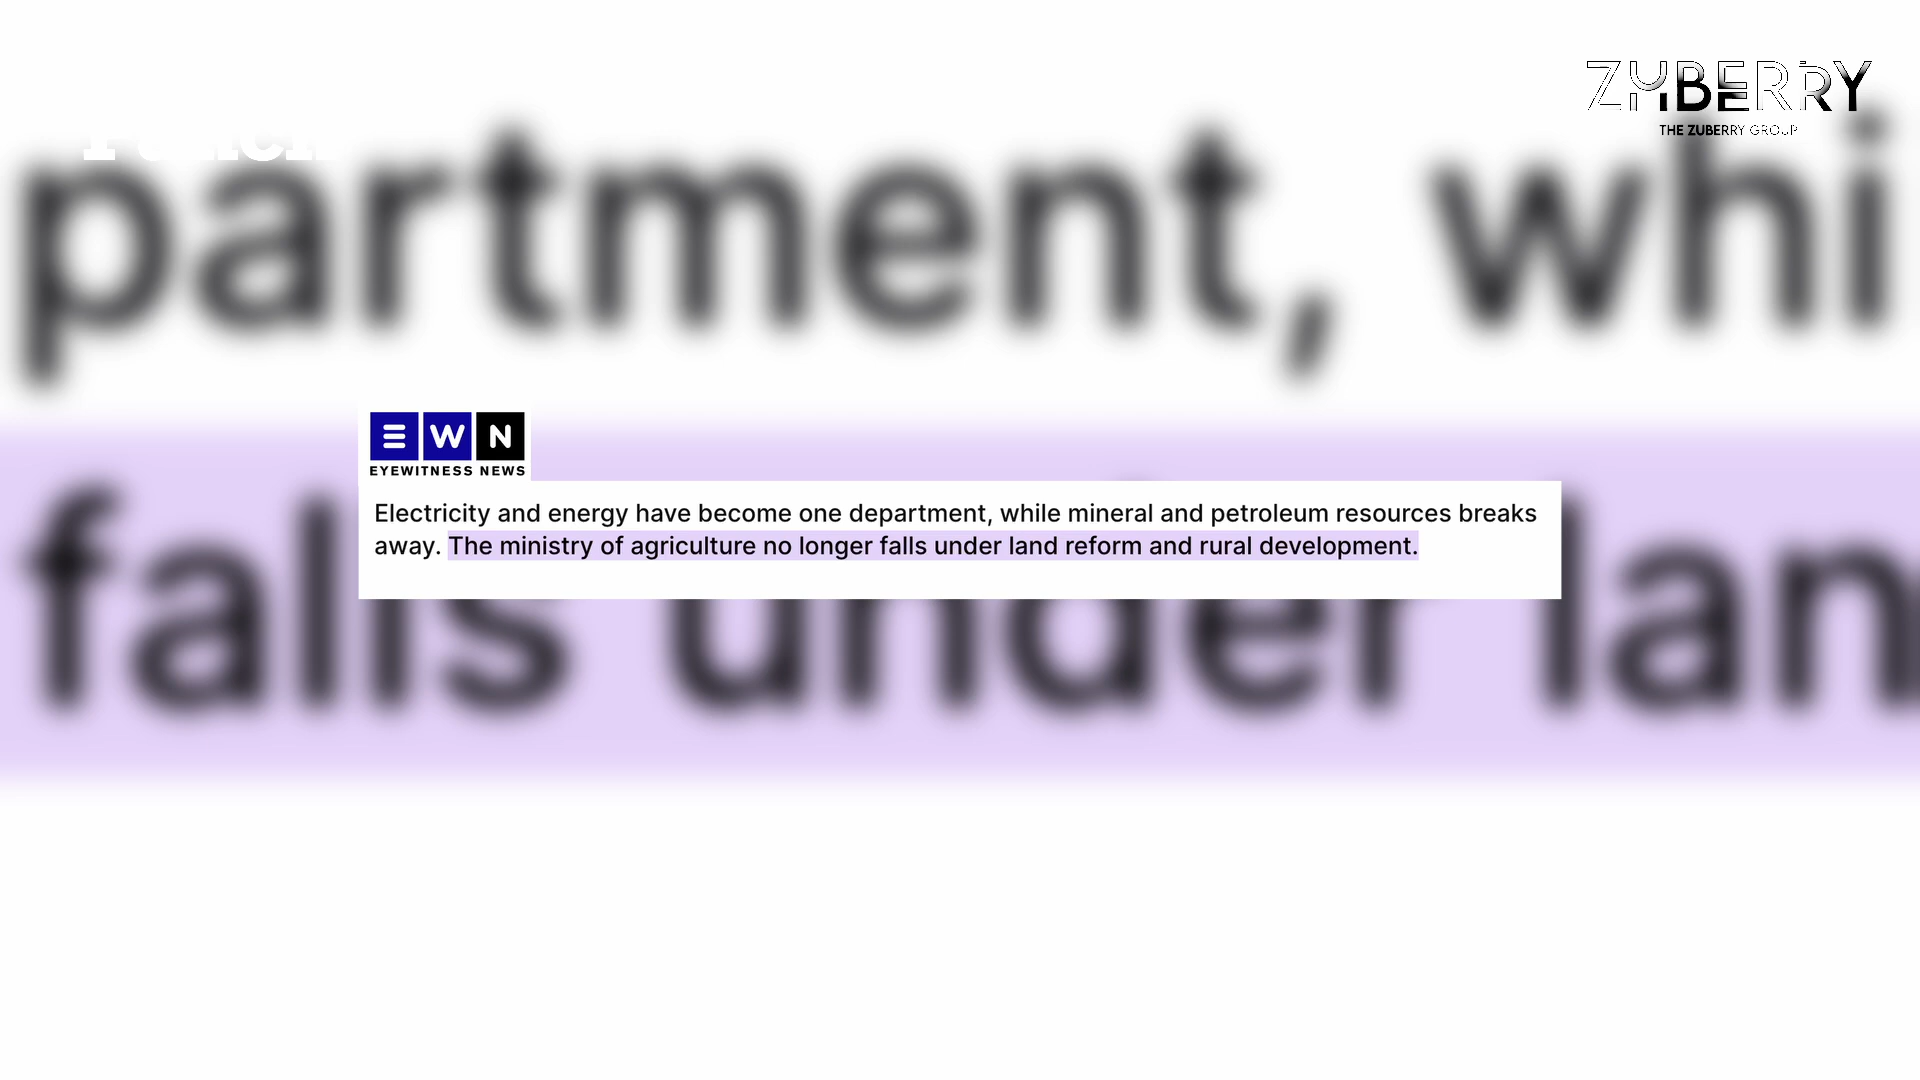 ZUBERRY
THE ZUBERRY GROUP
partment, whi
EWN
EYEWITNESS NEWS
Electricity and energy have become one department, while mineral and petroleum resources breaks
away. The ministry of agriculture no longer falls under land reform and rural development.
falls under lan